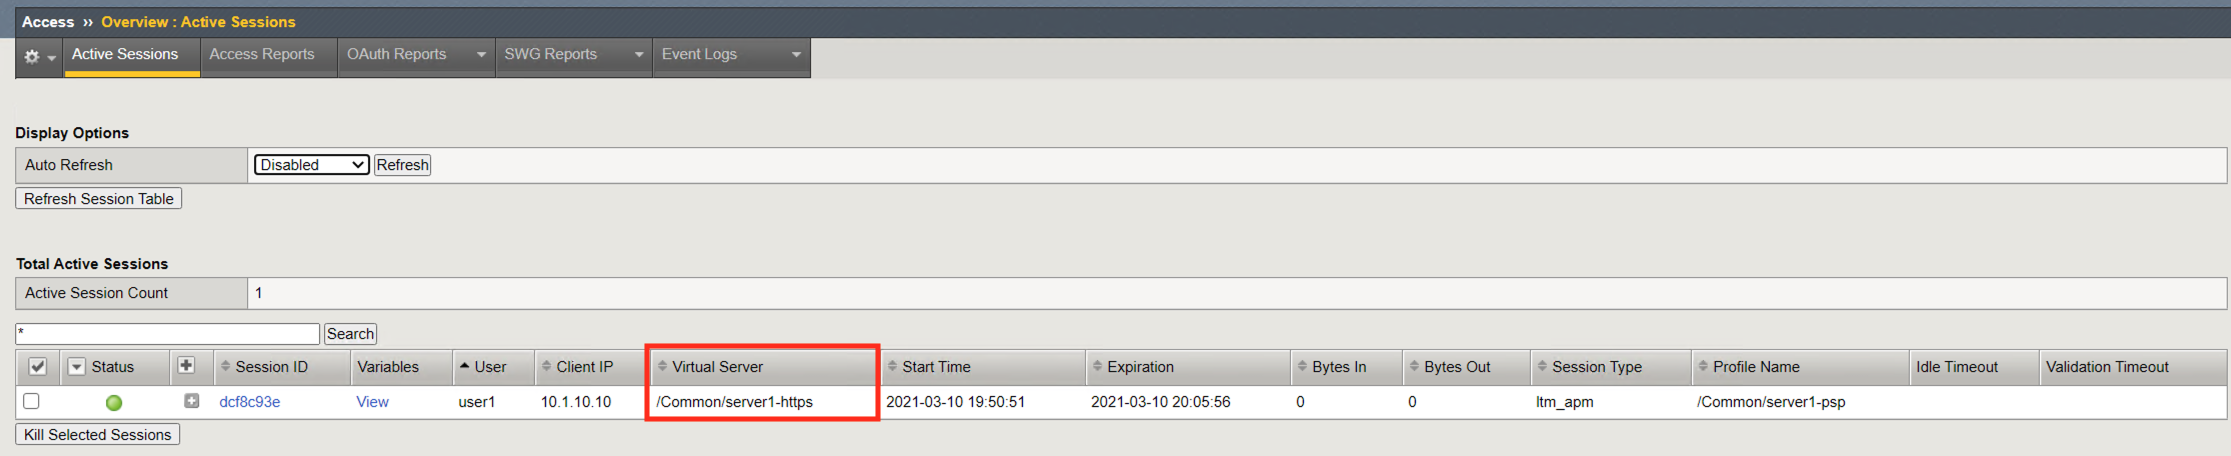 Access ›› Overview : Active Sessions
Active Sessions Access Reports OAuth Reports SWG Reports Event Logs
Display Options
Auto Refresh Disabled Refresh
Refresh Session Table
Total Active Sessions
Active Session Count 1
* Search
Status Session ID Variables User Client IP Virtual Server Start Time Expiration Bytes In Bytes Out Session Type Profile Name Idle Timeout Validation Timeout
dcf8c93e View user1 10.1.10.10 /Common/server1-https 2021-03-10 19:50:51 2021-03-10 20:05:56 0 0 ltm_apm /Common/server1-psp
Kill Selected Sessions